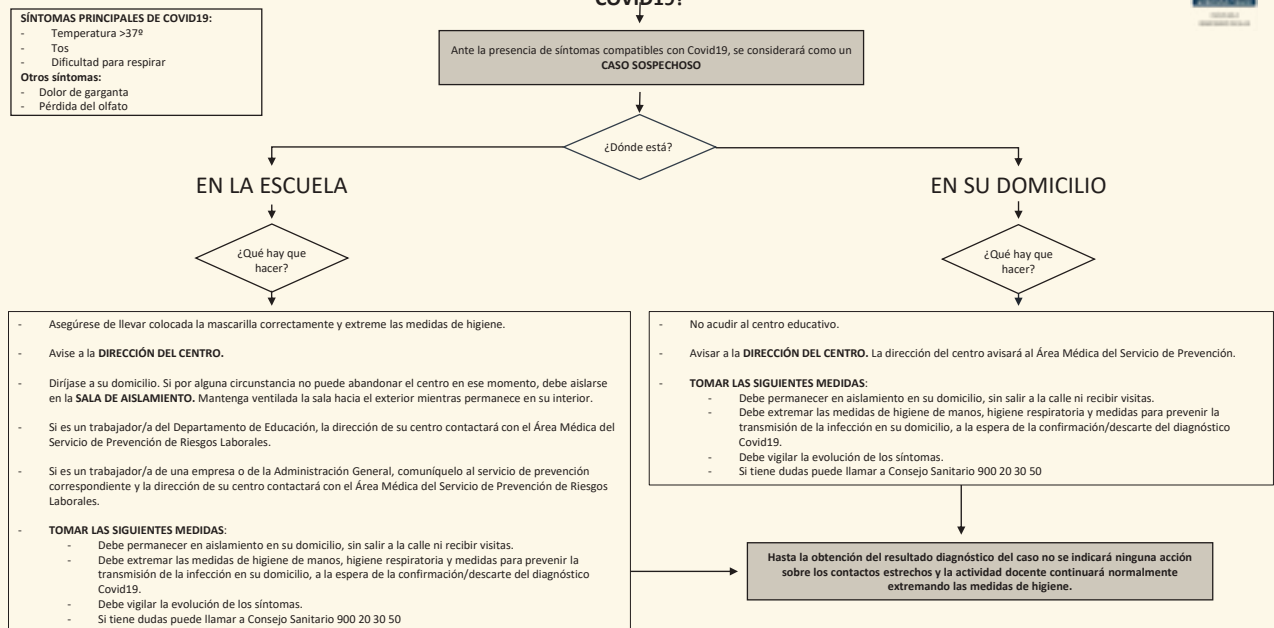 COVID19?
SÍNTOMAS PRINCIPALES DE COVID19:
- Temperatura >37º
- Tos
- Dificultad para respirar
Otros síntomas:
- Dolor de garganta
- Pérdida del olfato
Ante la presencia de síntomas compatibles con Covid19, se considerará como un
CASO SOSPECHOSO
¿Dónde está?
EN LA ESCUELA
¿Qué hay que
hacer?
- Asegúrese de llevar colocada la mascarilla correctamente y extreme las medidas de higiene.
- Avise a la DIRECCIÓN DEL CENTRO.
- Diríjase a su domicilio. Si por alguna circunstancia no puede abandonar el centro en ese momento, debe aislarse
en la SALA DE AISLAMIENTO. Mantenga ventilada la sala hacia el exterior mientras permanece en su interior.
- Si es un trabajador/a del Departamento de Educación, la dirección de su centro contactará con el Área Médica del
Servicio de Prevención de Riesgos Laborales.
- Si es un trabajador/a de una empresa o de la Administración General, comuníquelo al servicio de prevención
correspondiente y la dirección de su centro contactará con el Área Médica del Servicio de Prevención de Riesgos
Laborales.
- TOMAR LAS SIGUIENTES MEDIDAS:
- Debe permanecer en aislamiento en su domicilio, sin salir a la calle ni recibir visitas.
- Debe extremar las medidas de higiene de manos, higiene respiratoria y medidas para prevenir la
transmisión de la infección en su domicilio, a la espera de la confirmación/descarte del diagnóstico
Covid19.
- Debe vigilar la evolución de los síntomas.
- Si tiene dudas puede llamar a Consejo Sanitario 900 20 30 50
EN SU DOMICILIO
¿Qué hay que
hacer?
- No acudir al centro educativo.
- Avisar a la DIRECCIÓN DEL CENTRO. La dirección del centro avisará al Área Médica del Servicio de Prevención.
- TOMAR LAS SIGUIENTES MEDIDAS:
- Debe permanecer en aislamiento en su domicilio, sin salir a la calle ni recibir visitas.
- Debe extremar las medidas de higiene de manos, higiene respiratoria y medidas para prevenir la
transmisión de la infección en su domicilio, a la espera de la confirmación/descarte del diagnóstico
Covid19.
- Debe vigilar la evolución de los síntomas.
- Si tiene dudas puede llamar a Consejo Sanitario 900 20 30 50
Hasta la obtención del resultado diagnóstico del caso no se indicará ninguna acción
sobre los contactos estrechos y la actividad docente continuará normalmente
extremando las medidas de higiene.